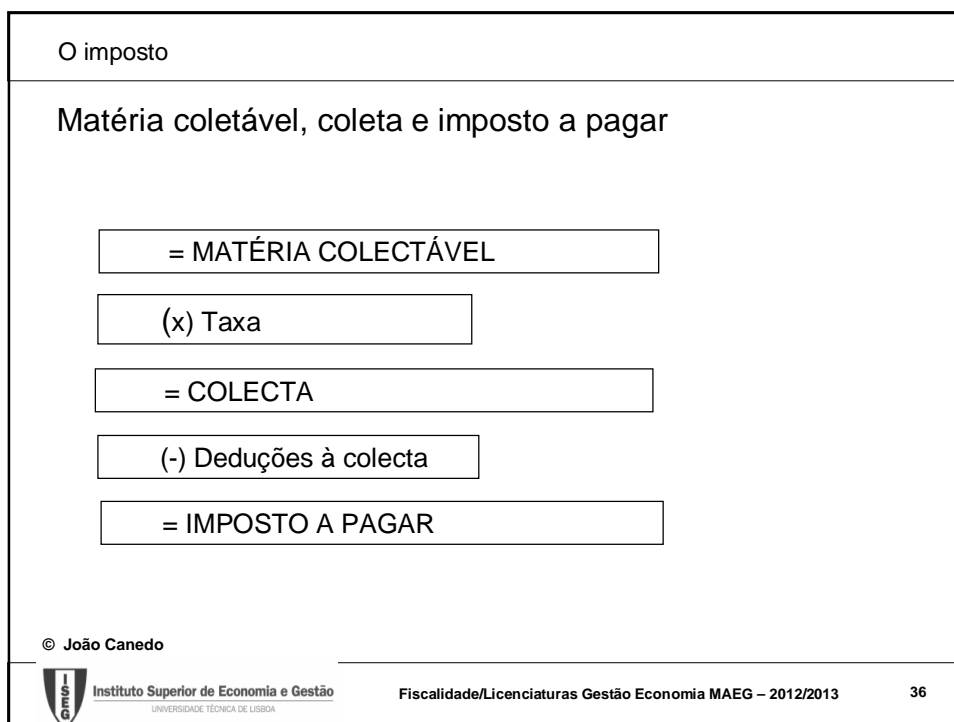 O imposto
Matéria coletável, coleta e imposto a pagar
= MATÉRIA COLECTÁVEL
(x) Taxa
= COLECTA
(-) Deduções à colecta
= IMPOSTO A PAGAR
© João Canedo
ISEG
Instituto Superior de Economia e Gestão
UNIVERSIDADE TÉCNICA DE LISBOA
Fiscalidade/Licenciaturas Gestão Economia MAEG – 2012/2013
36